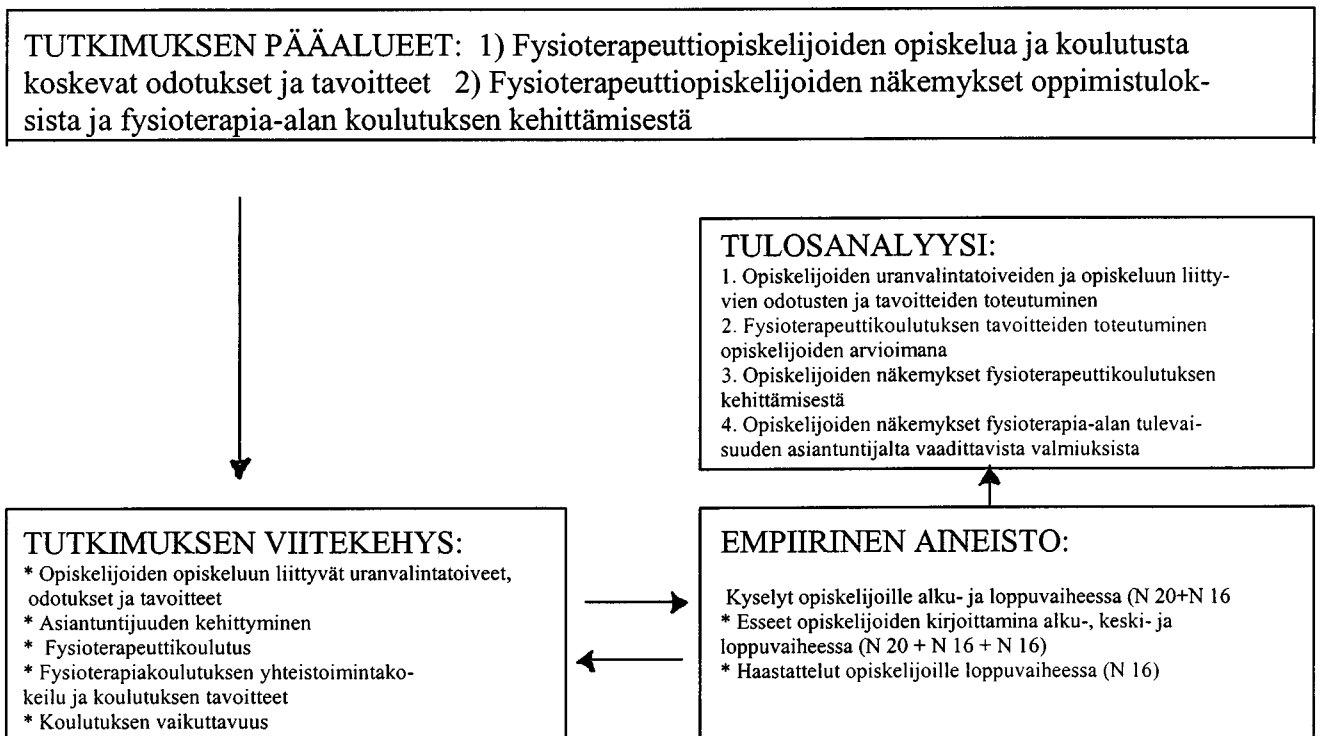 TUTKIMUKSEN PÄÄALUEET: 1) Fysioterapeuttiopiskelijoiden opiskelua ja koulutusta
koskevat odotukset ja tavoitteet 2) Fysioterapeuttiopiskelijoiden näkemykset oppimistulok-
sista ja fysioterapia-alan koulutuksen kehittämisestä
TULOSANALYYSI:
1. Opiskelijoiden uranvalintatoiveiden ja opiskeluun liitty-
vien odotusten ja tavoitteiden toteutuminen
2. Fysioterapeuttikoulutuksen tavoitteiden toteutuminen
opiskelijoiden arvioimana
3. Opiskelijoiden näkemykset fysioterapeuttikoulutuksen
kehittämisestä
4. Opiskelijoiden näkemykset fysioterapia-alan tulevai-
suuden asiantuntijalta vaadittavista valmiuksista
TUTKIMUKSEN VIITEKEHYS:
* Opiskelijoiden opiskeluun liittyvät uranvalintatoiveet,
odotukset ja tavoitteet
* Asiantuntijuuden kehittyminen
* Fysioterapeuttikoulutus
* Fysioterapiakoulutuksen yhteistoimintako-
keilu ja koulutuksen tavoitteet
* Koulutuksen vaikuttavuus
EMPIIRINEN AINEISTO:
Kyselyt opiskelijoille alku- ja loppuvaiheessa (N 20+N 16
* Esseet opiskelijoiden kirjoittamina alku-, keski- ja
loppuvaiheessa (N 20 + N 16 + N 16)
* Haastattelut opiskelijoille loppuvaiheessa (N 16)